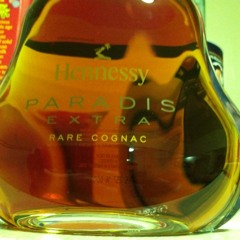 Hennessy
PARADIS
EXTRA
RARE COGNAC